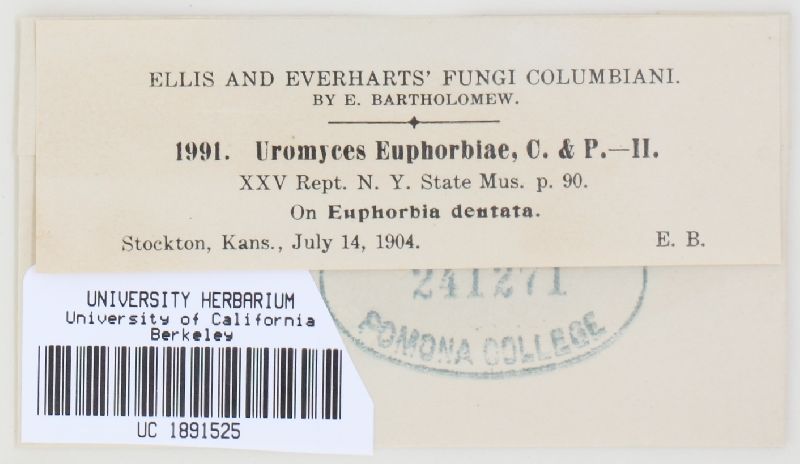 ELLIS AND EVERHARTS' FUNGI COLUMBIANI.
BY E. BARTHOLOMEW.
1991. Uromyces Euphorbiae, C. & P.—II.
XXV Rept. N. Y. State Mus. p. 90.
On Euphorbia dentata.
Stockton, Kans., July 14, 1904. E. B.
241271
POMONA COLLEGE
UNIVERSITY HERBARIUM
University of California
Berkeley
UC 1891525